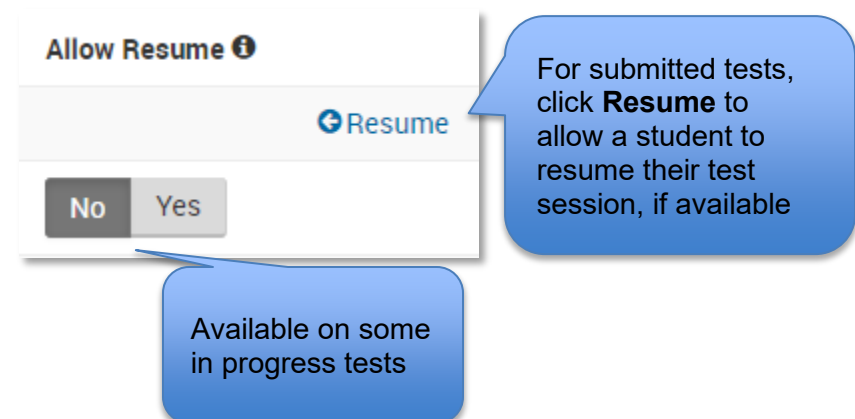 Allow Resume
Resume
No Yes
For submitted tests,
click Resume to
allow a student to
resume their test
session, if available
Available on some
in progress tests